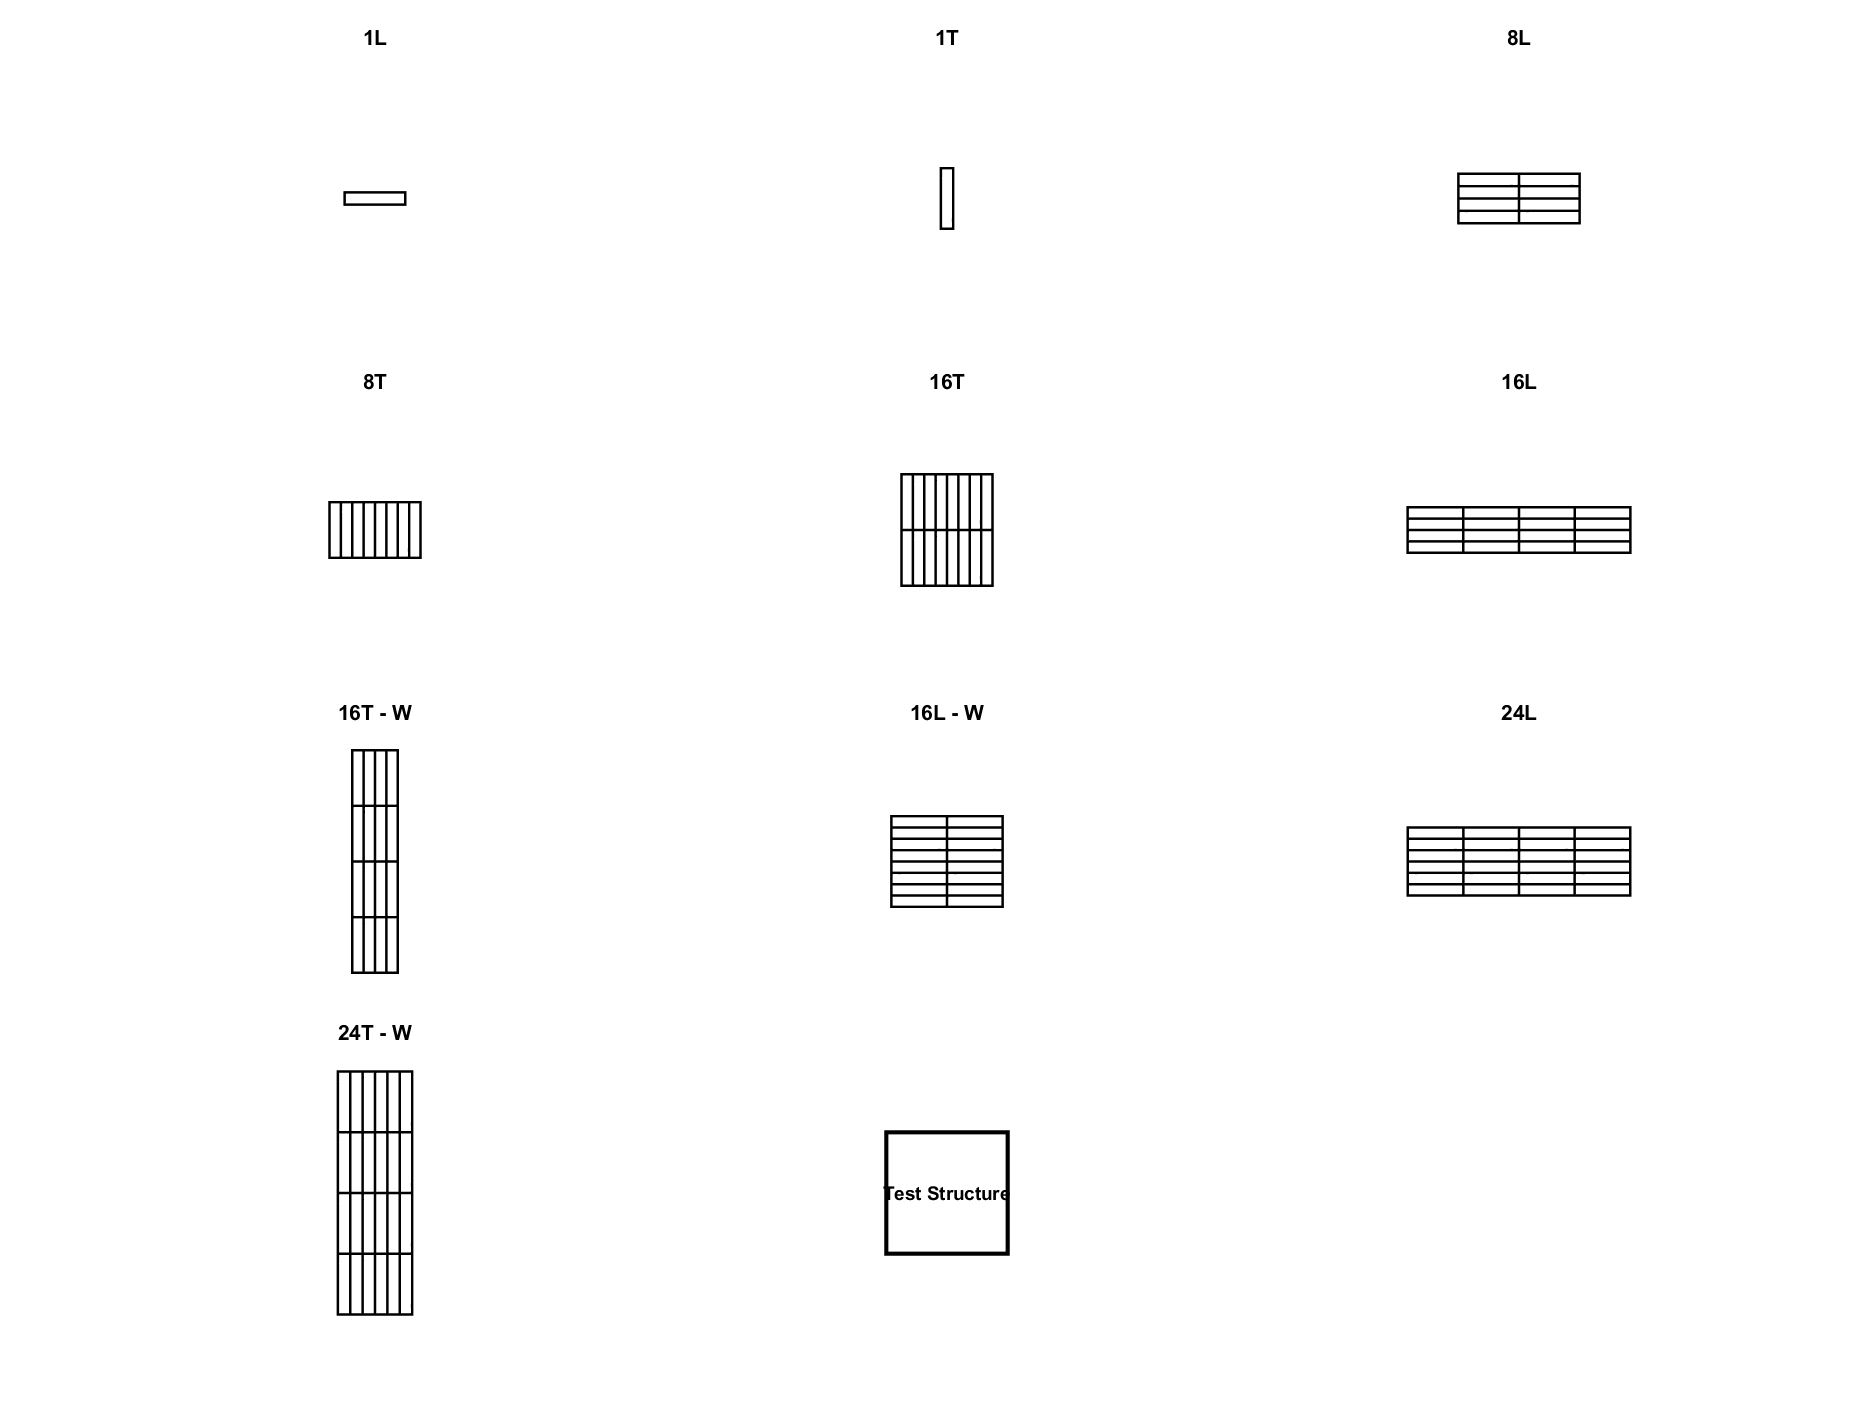 1L
1T
8L
8T
16T
16L
16T - W
16L - W
24L
24T - W
Test Structure